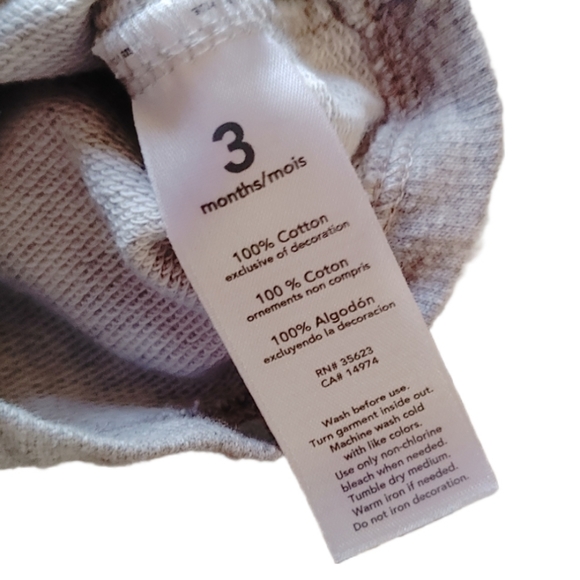 3
months/mois
100% Cotton
exclusive of decoration
100 % Coton
ornements non compris
100% Algodón
excluyendo la decoracion
RN# 35623
CA# 14974
Wash before use.
Turn garment inside out.
Machine wash cold
with like colors.
Use only non-chlorine
bleach when needed.
Tumble dry medium.
Warm iron if needed.
Do not iron decoration.